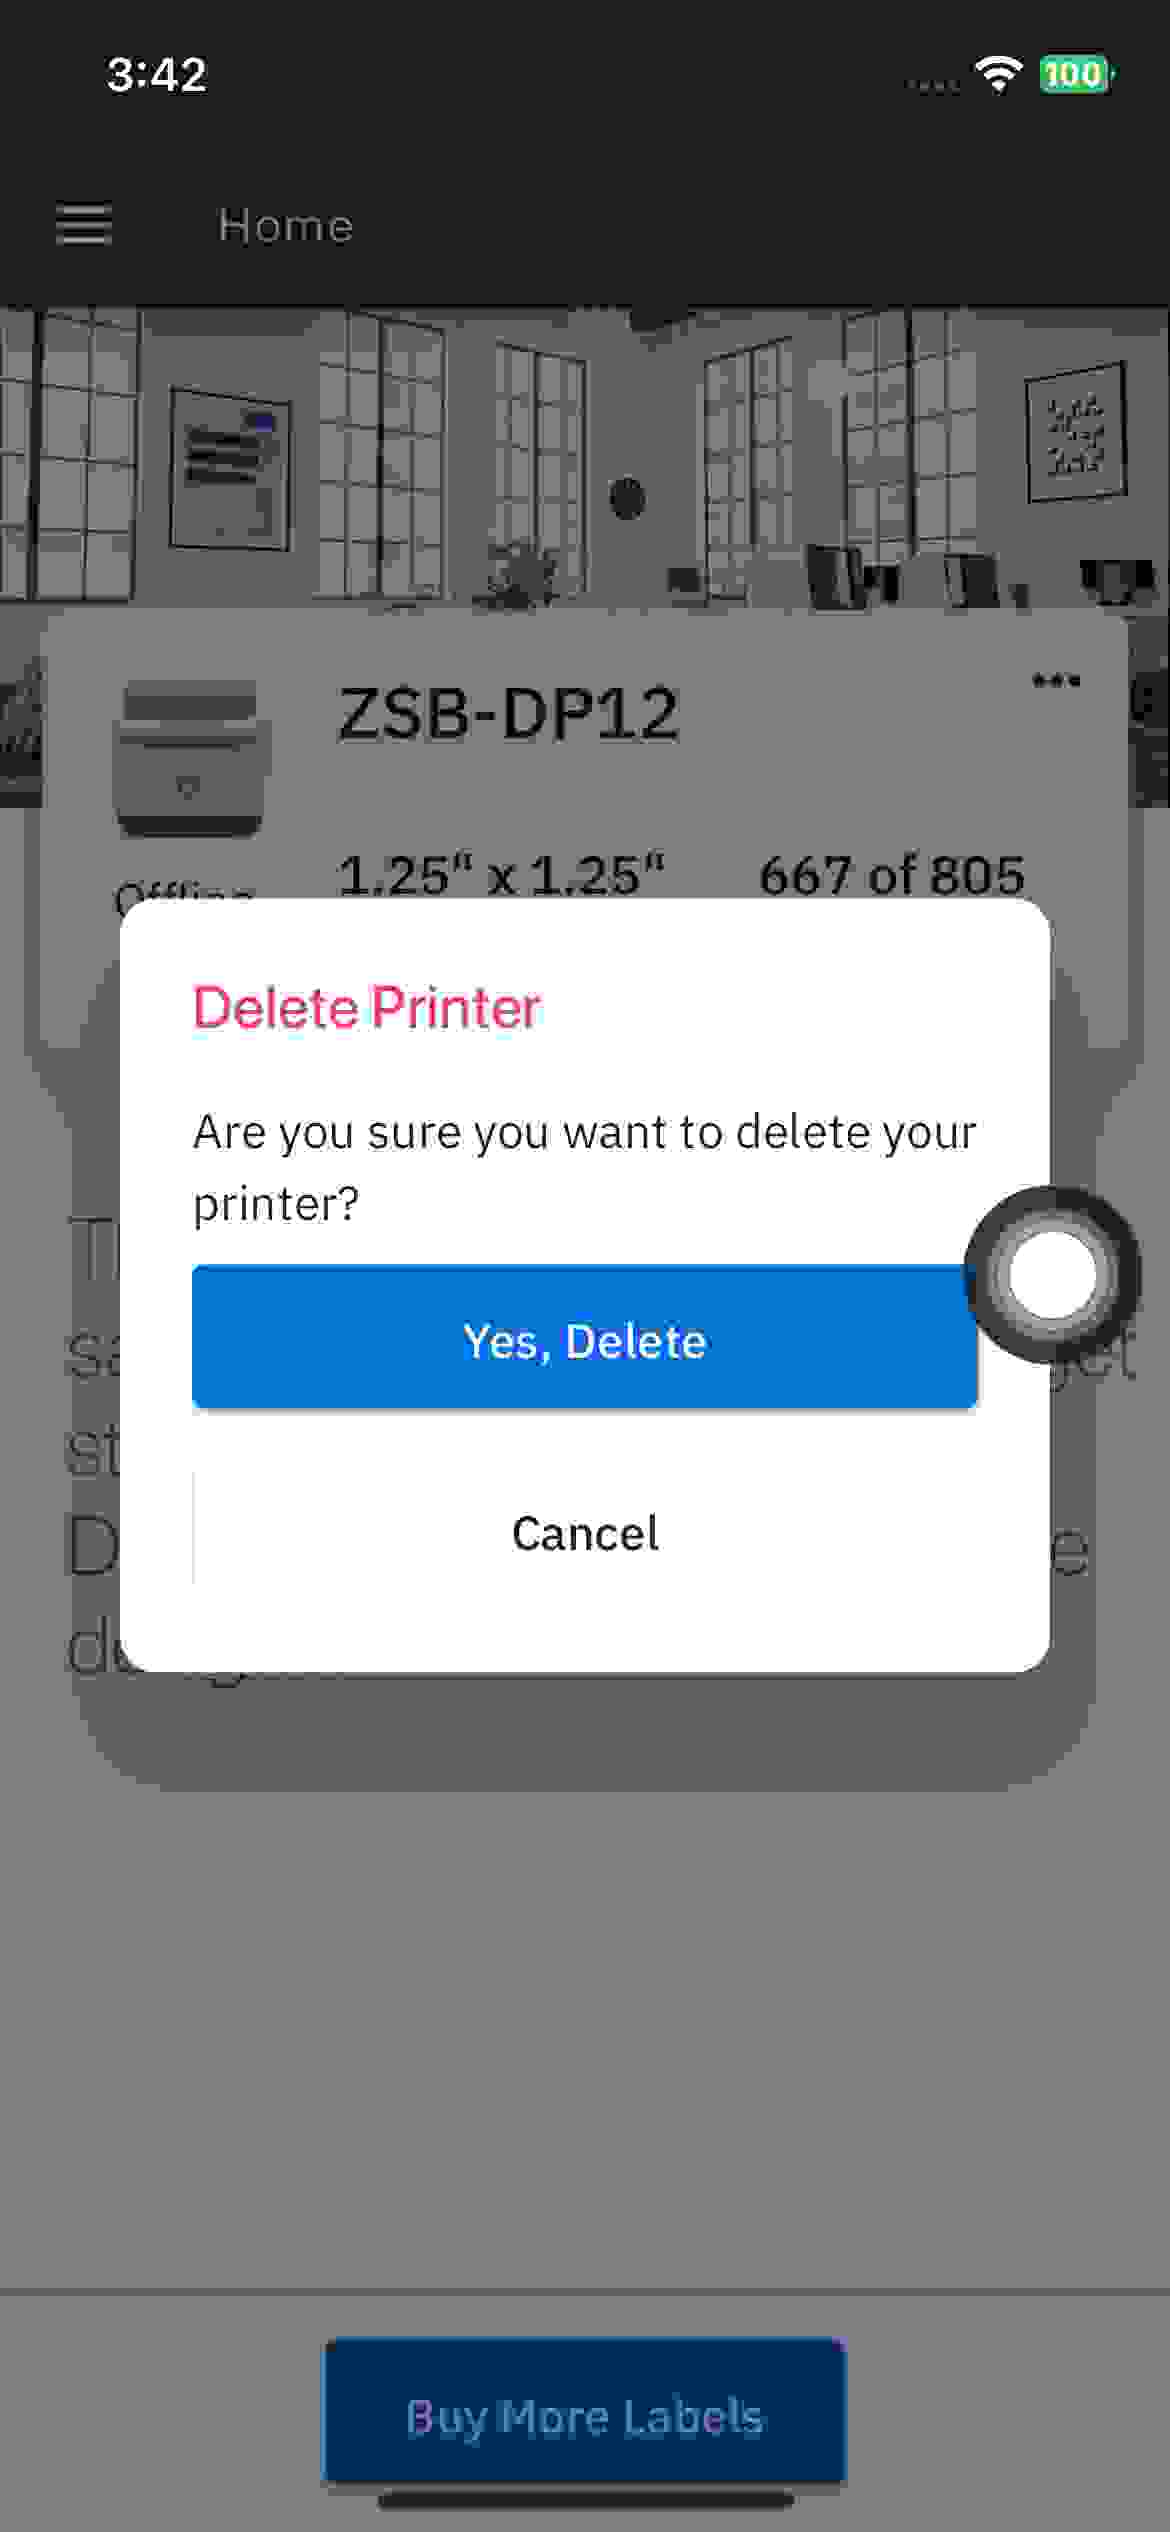 3:42
100
Home
ZSB-DP12
1.25" x 1.25"
667 of 805
Delete Printer
Are you sure you want to delete your
printer?
Yes, Delete
Cancel
Buy More Labels